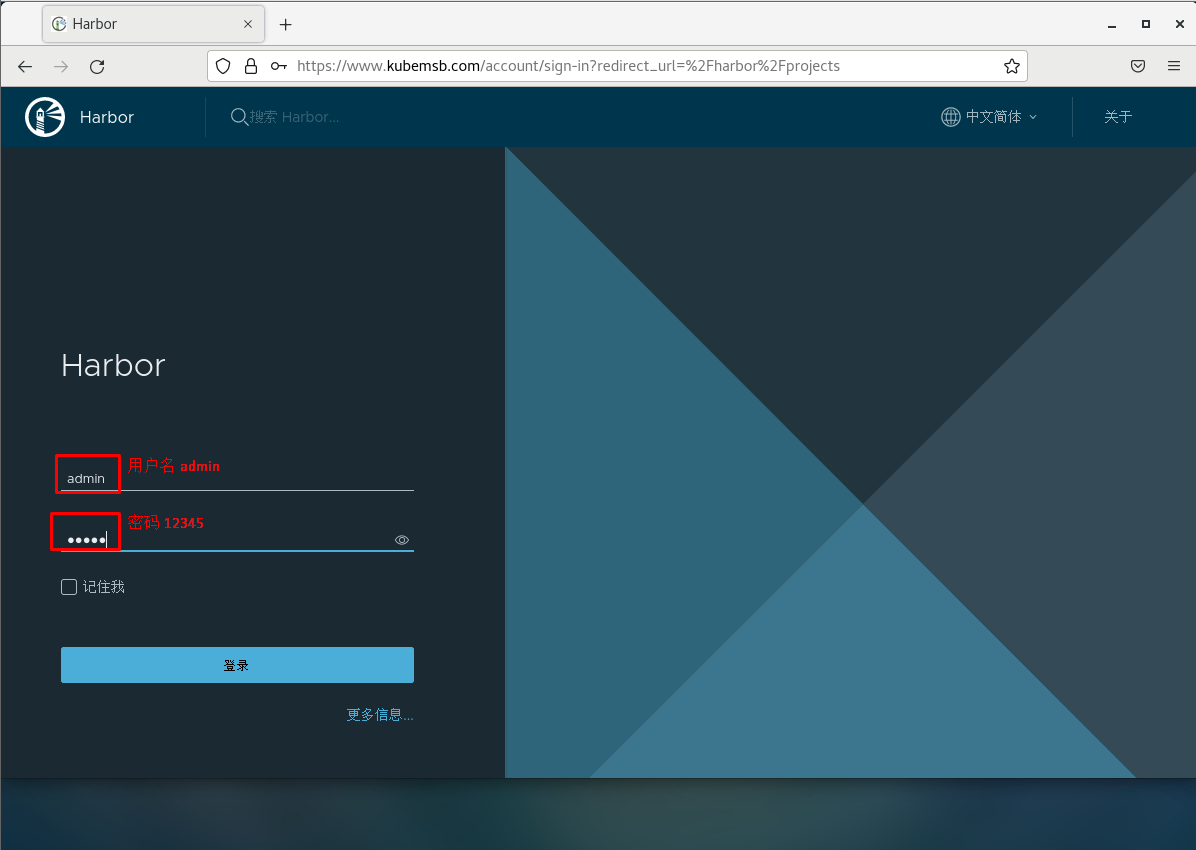 Harbor
https://www.kubemsb.com/account/sign-in?redirect_url=%2Fharbor%2Fprojects
Harbor
搜索 Harbor...
中文简体
关于
Harbor
用户名 admin
admin
密码 12345
•••••
记住我
登录
更多信息...